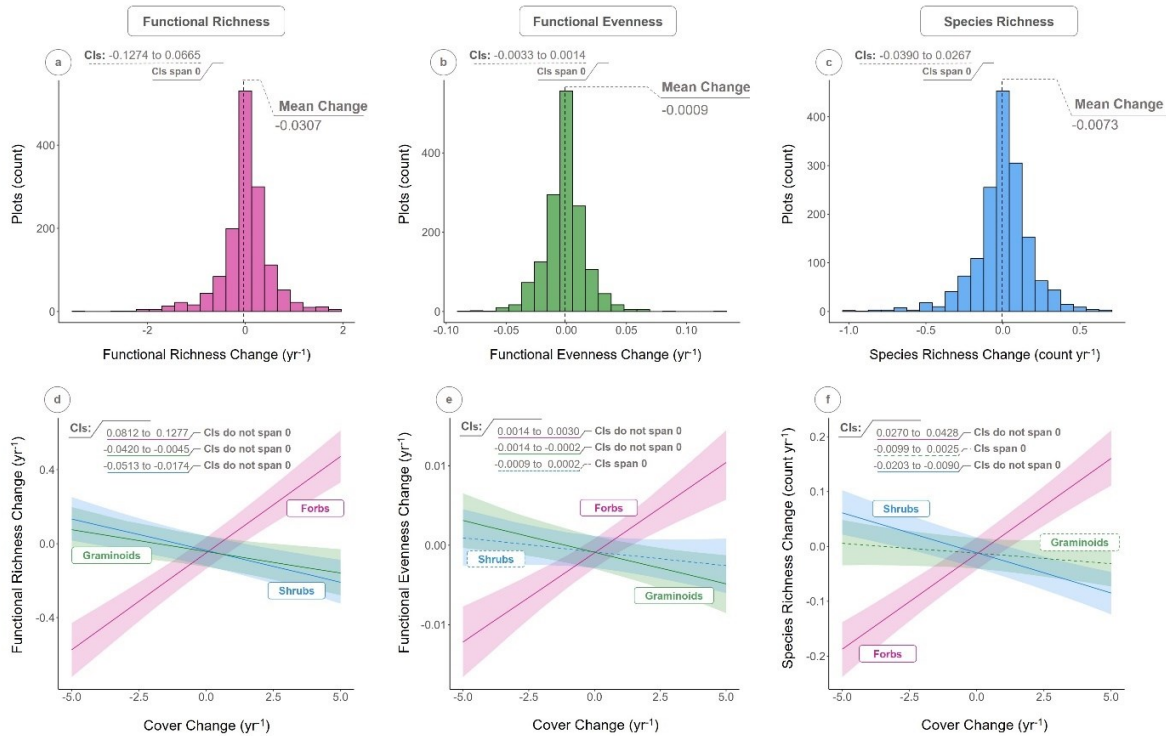 Functional Richness
Functional Evenness
Species Richness
a
CIs: -0.1274 to 0.0665
CIs span 0
Mean Change
-0.0307
Plots (count)
400
200
0
-2
0
2
Functional Richness Change (yr⁻¹)
b
CIs: -0.0033 to 0.0014
CIs span 0
Mean Change
-0.0009
Plots (count)
400
200
0
-0.10
-0.05
0.00
0.05
0.10
Functional Evenness Change (yr⁻¹)
c
CIs: -0.0390 to 0.0267
CIs span 0
Mean Change
-0.0073
Plots (count)
400
300
200
100
0
-1.0
-0.5
0.0
0.5
Species Richness Change (count yr⁻¹)
d
CIs:
0.0812 to 0.1277 CIs do not span 0
-0.0420 to -0.0045 CIs do not span 0
-0.0513 to -0.0174 CIs do not span 0
Functional Richness Change (yr⁻¹)
0.4
0.0
-0.4
Forbs
Graminoids
Shrubs
-5.0
-2.5
0.0
2.5
5.0
Cover Change (yr⁻¹)
e
CIs:
0.0014 to 0.0030 CIs do not span 0
-0.0014 to -0.0002 CIs do not span 0
-0.0009 to 0.0002 CIs span 0
Functional Evenness Change (yr⁻¹)
0.01
0.00
-0.01
Forbs
Shrubs
Graminoids
-5.0
-2.5
0.0
2.5
5.0
Cover Change (yr⁻¹)
f
CIs:
0.0270 to 0.0428 CIs do not span 0
-0.0099 to 0.0025 CIs span 0
-0.0203 to -0.0090 CIs do not span 0
Species Richness Change (count yr⁻¹)
0.2
0.1
0.0
-0.1
-0.2
Shrubs
Graminoids
Forbs
-5.0
-2.5
0.0
2.5
5.0
Cover Change (yr⁻¹)